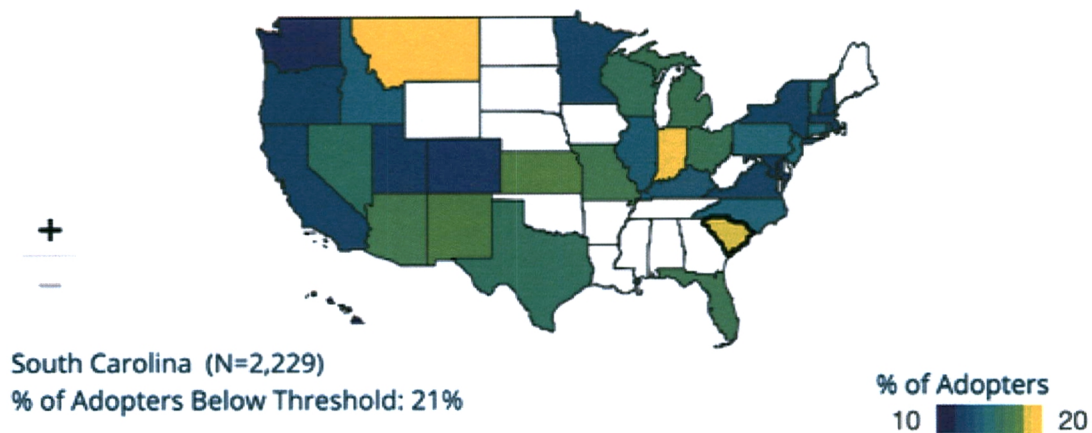 +
−
South Carolina (N=2,229)
% of Adopters Below Threshold: 21%
% of Adopters
10 20